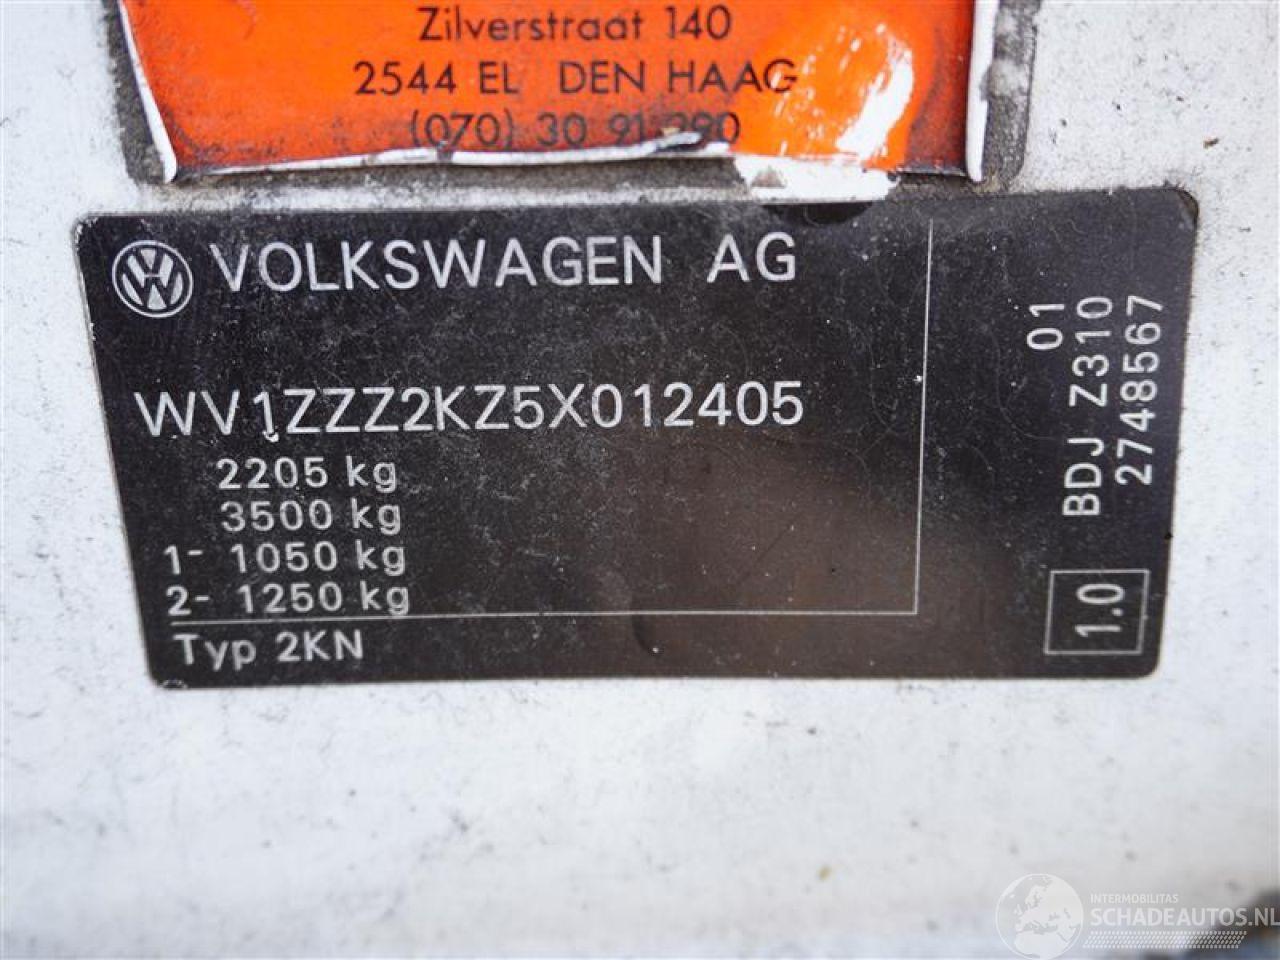 Zilverstraat 140
2544 EL DEN HAAG
(070) 30 91 290
VOLKSWAGEN AG
WV1ZZZ2KZ5X012405
2205 kg
3500 kg
1- 1050 kg
2- 1250 kg
Typ 2KN
01
BDJ Z310
2748567
1.0
INTERMOBILITAS
SCHADEAUTOS.NL